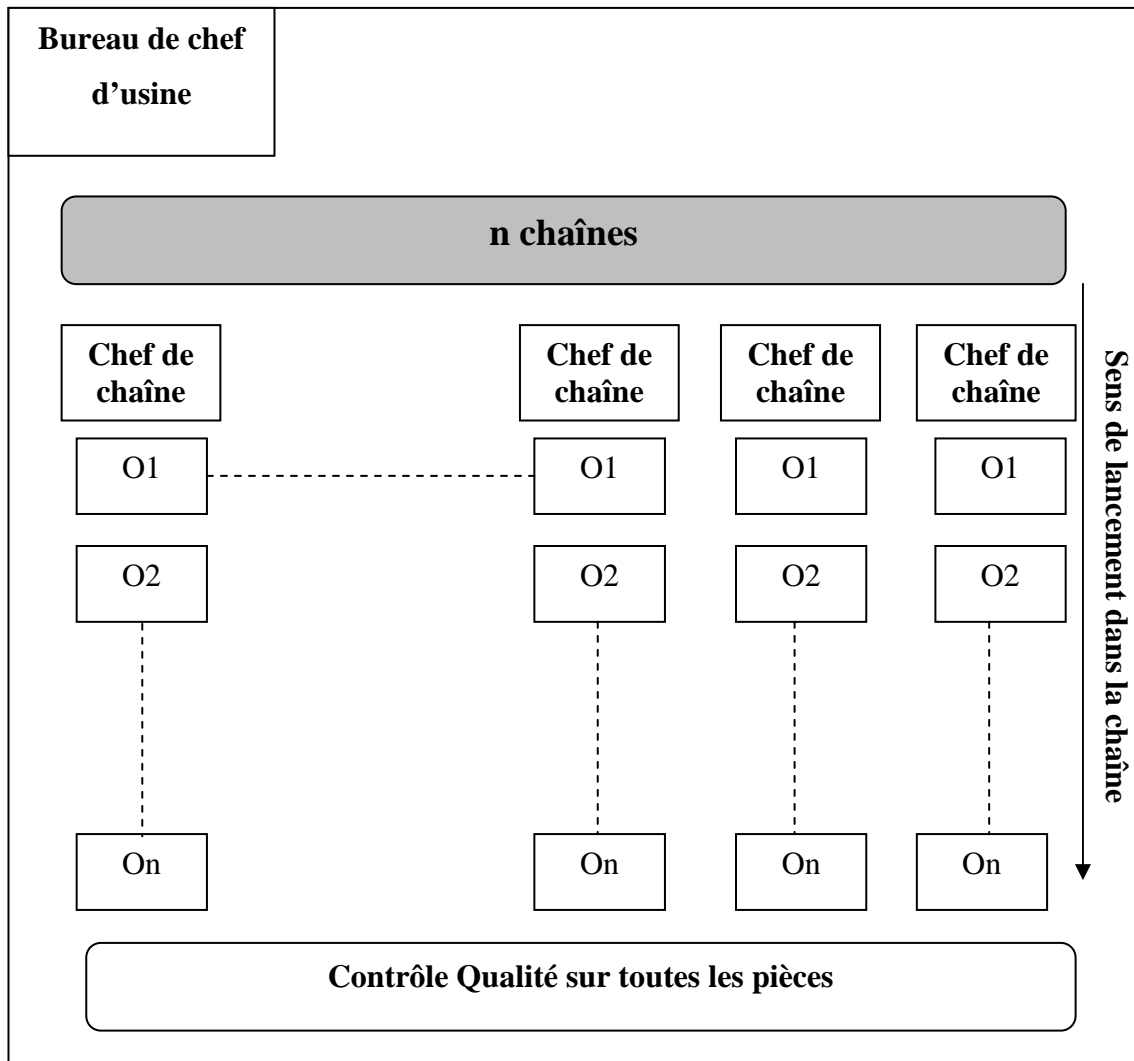 Bureau de chef
d’usine
n chaînes
Chef de
chaîne
Chef de
chaîne
Chef de
chaîne
Chef de
chaîne
O1
O1
O1
O1
O2
O2
O2
O2
On
On
On
On
Sens de lancement dans la chaîne
Contrôle Qualité sur toutes les pièces